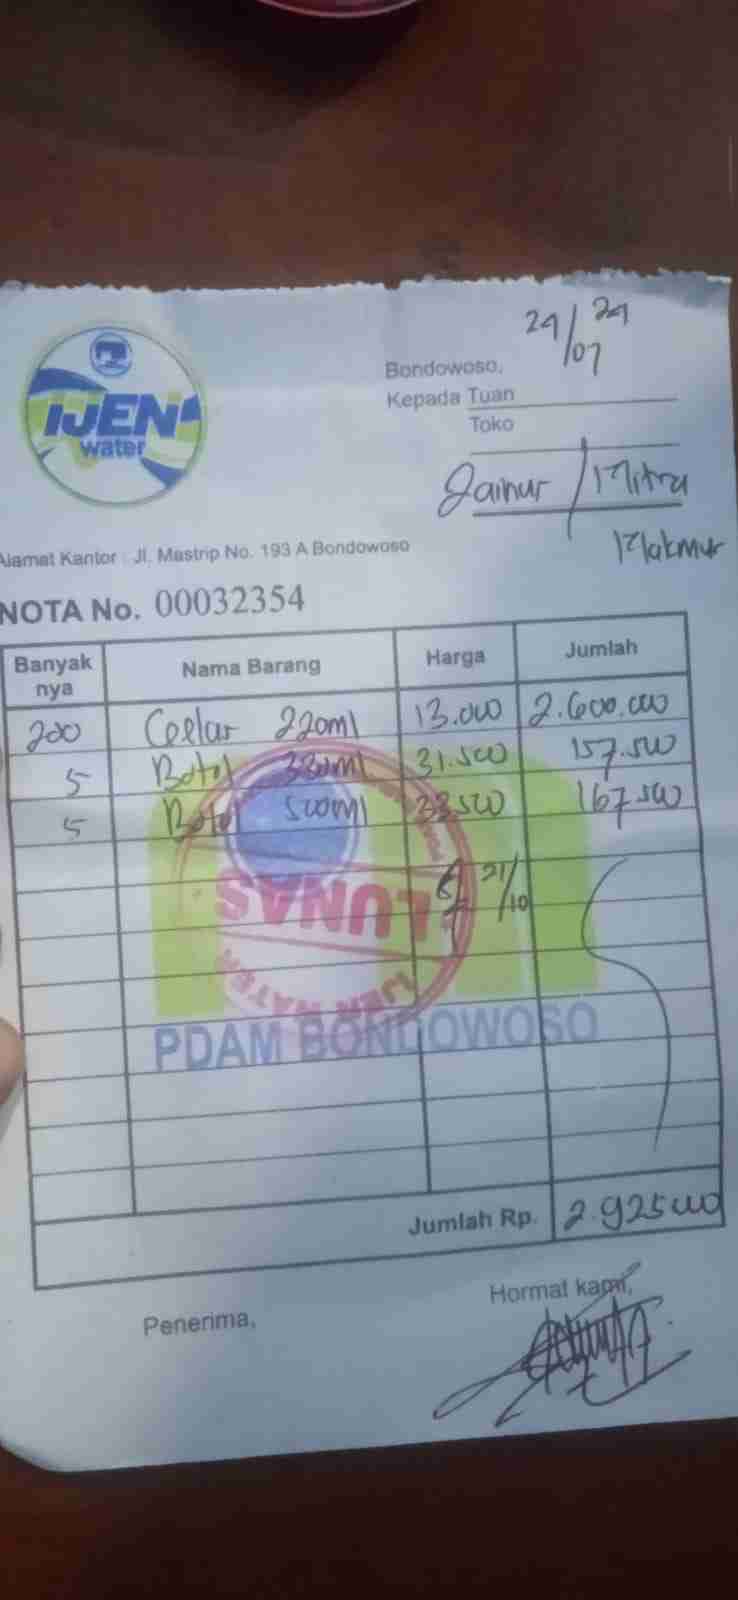 IJEN
water
29/07 24
Bondowoso,
Kepada Tuan
Toko
Jainur / Mitra
Makmur
Alamat Kantor : Jl. Mastrip No. 193 A Bondowoso
NOTA No. 00032354
Banyak nya Nama Barang Harga Jumlah
200 Cellar 220ml 13.000 2.600.000
5 Botol 330ml 31.500 157.500
5 Botol 500ml 33.500 167.500
21/10
LUNAS
IJEN WATER
PDAM BONDOWOSO
Jumlah Rp. 2.925000
Penerima,
Hormat kami,